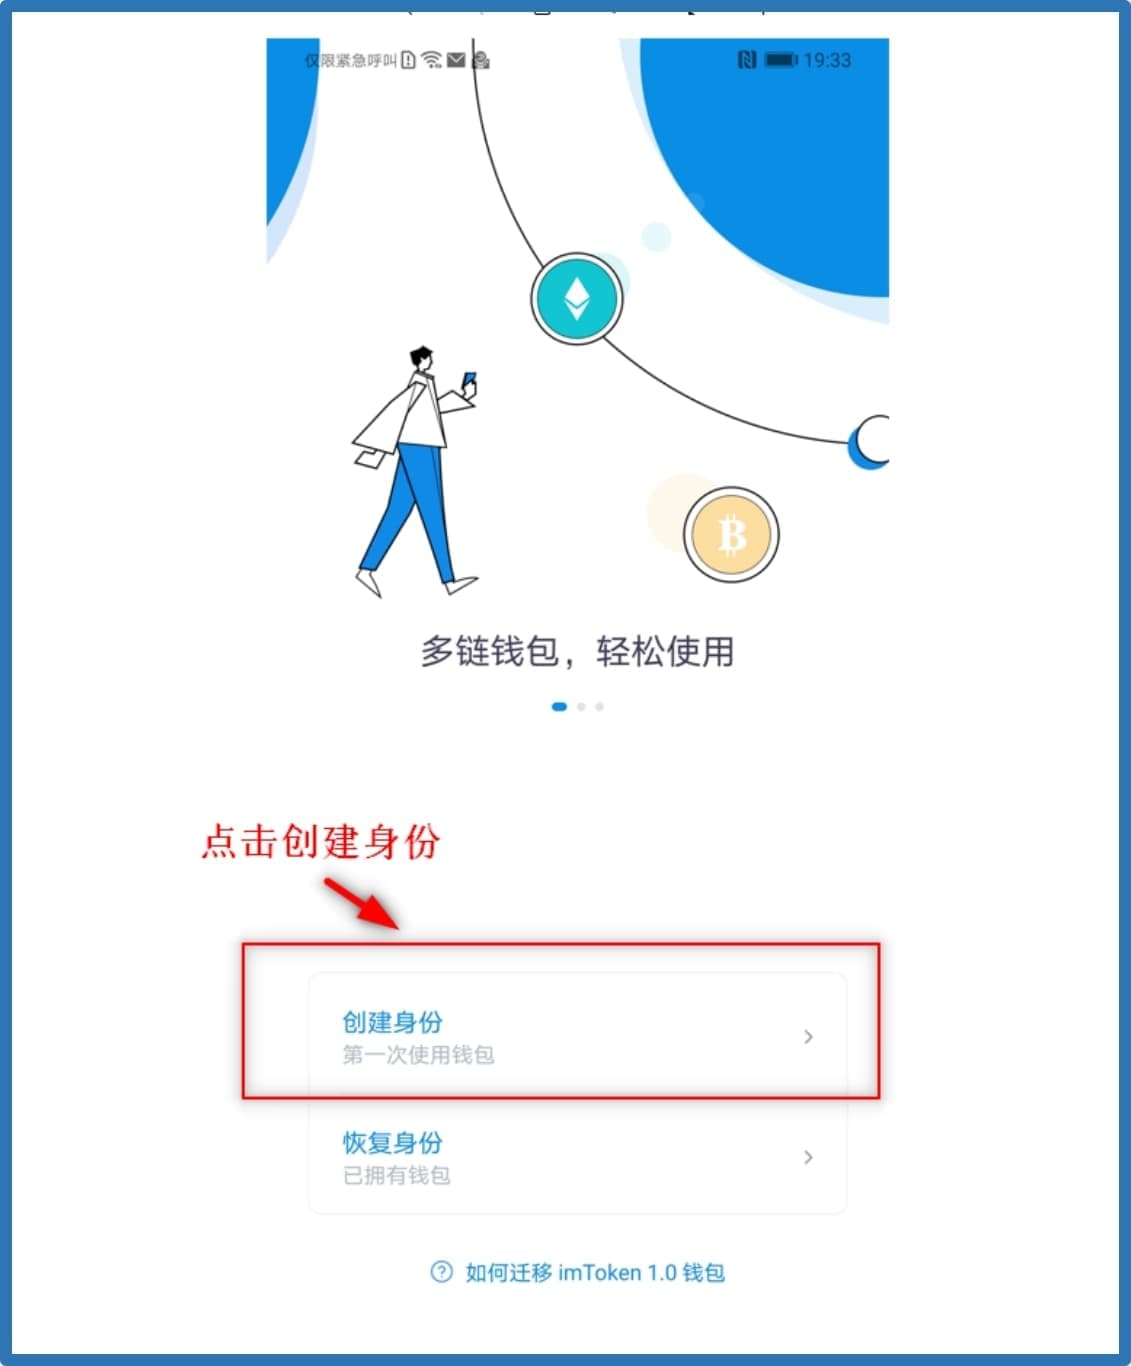 仅限紧急呼叫
19:33
多链钱包，轻松使用
点击创建身份
创建身份
第一次使用钱包
恢复身份
已拥有钱包
如何迁移 imToken 1.0 钱包